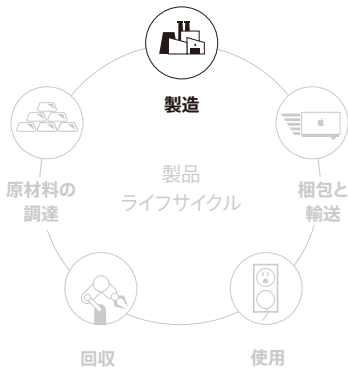 製造
原材料の
調達
製品
ライフサイクル
梱包と
輸送
回収
使用